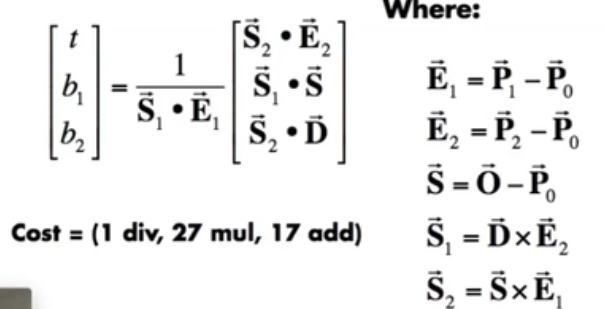 Where:
[t b₁ b₂] = 1 / (S⃗₁ • E⃗₁) [S⃗₂ • E⃗₂ S⃗₁ • S⃗ S⃗₂ • D⃗]
Cost = (1 div, 27 mul, 17 add)
E⃗₁ = P⃗₁ − P⃗₀
E⃗₂ = P⃗₂ − P⃗₀
S⃗ = O⃗ − P⃗₀
S⃗₁ = D⃗ × E⃗₂
S⃗₂ = S⃗ × E⃗₁